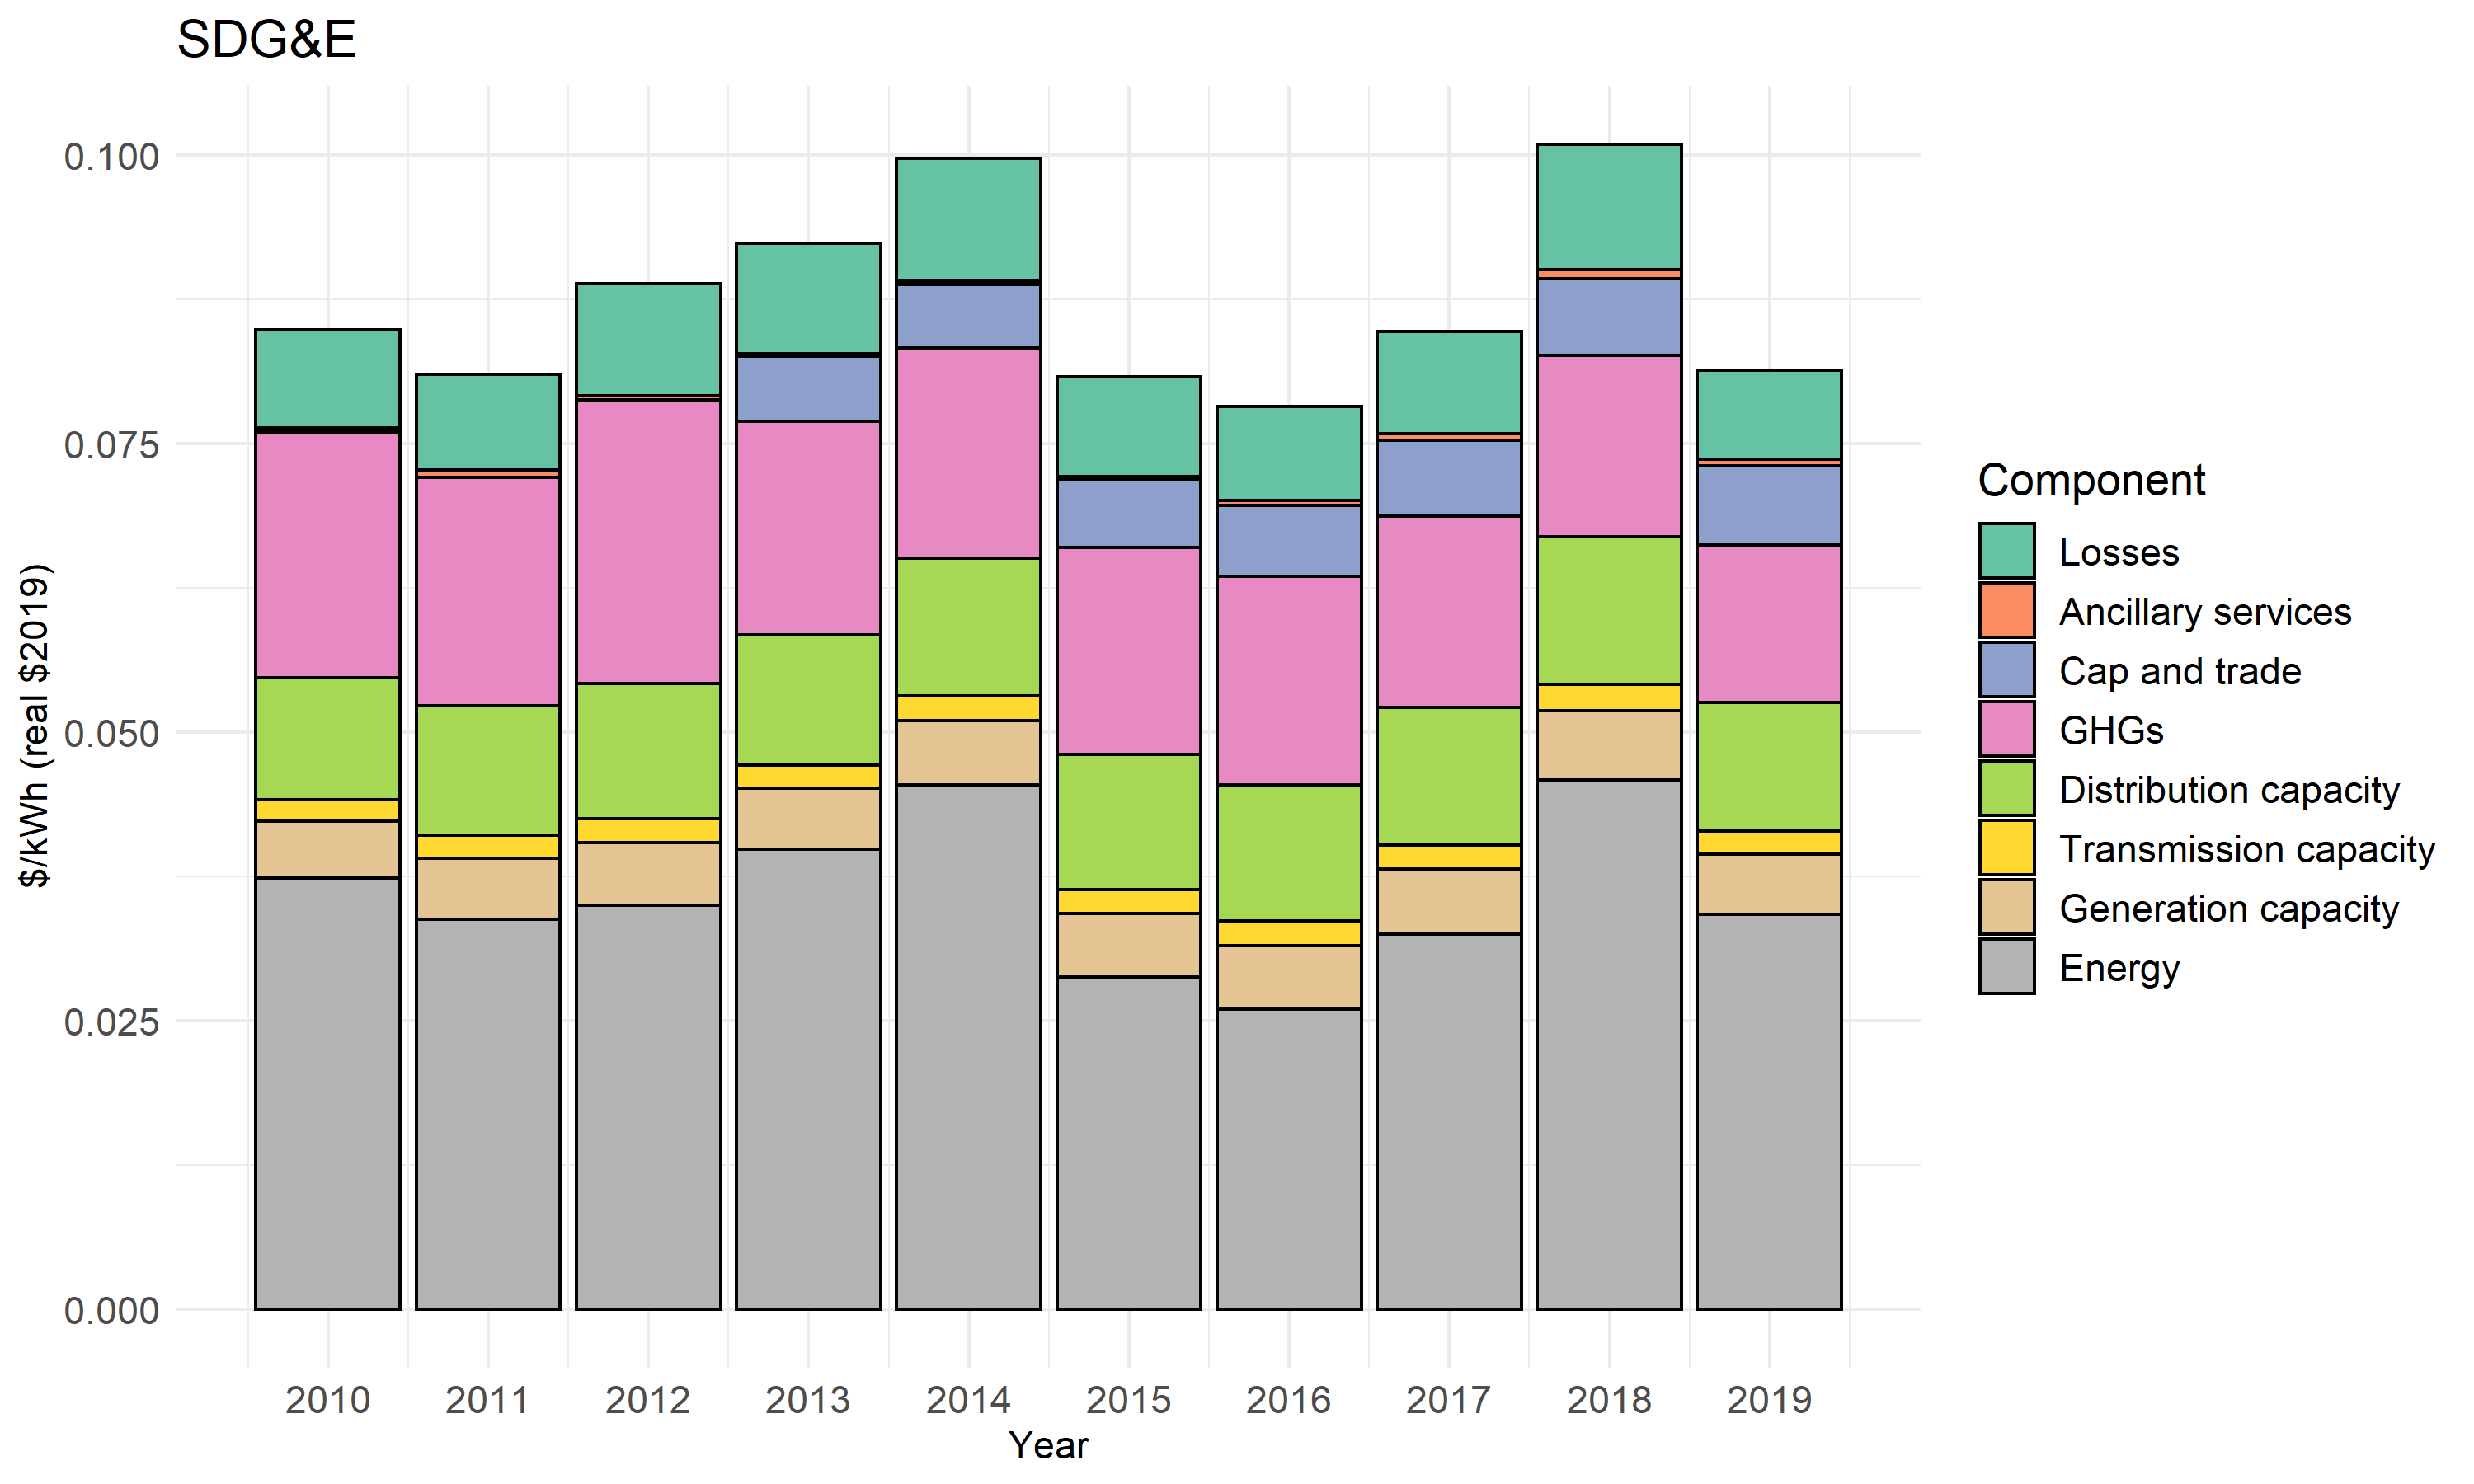 SDG&E
0.100
0.075
0.050
0.025
0.000
$/kWh (real $2019)
2010 2011 2012 2013 2014 2015 2016 2017 2018 2019
Year
Component
Losses
Ancillary services
Cap and trade
GHGs
Distribution capacity
Transmission capacity
Generation capacity
Energy